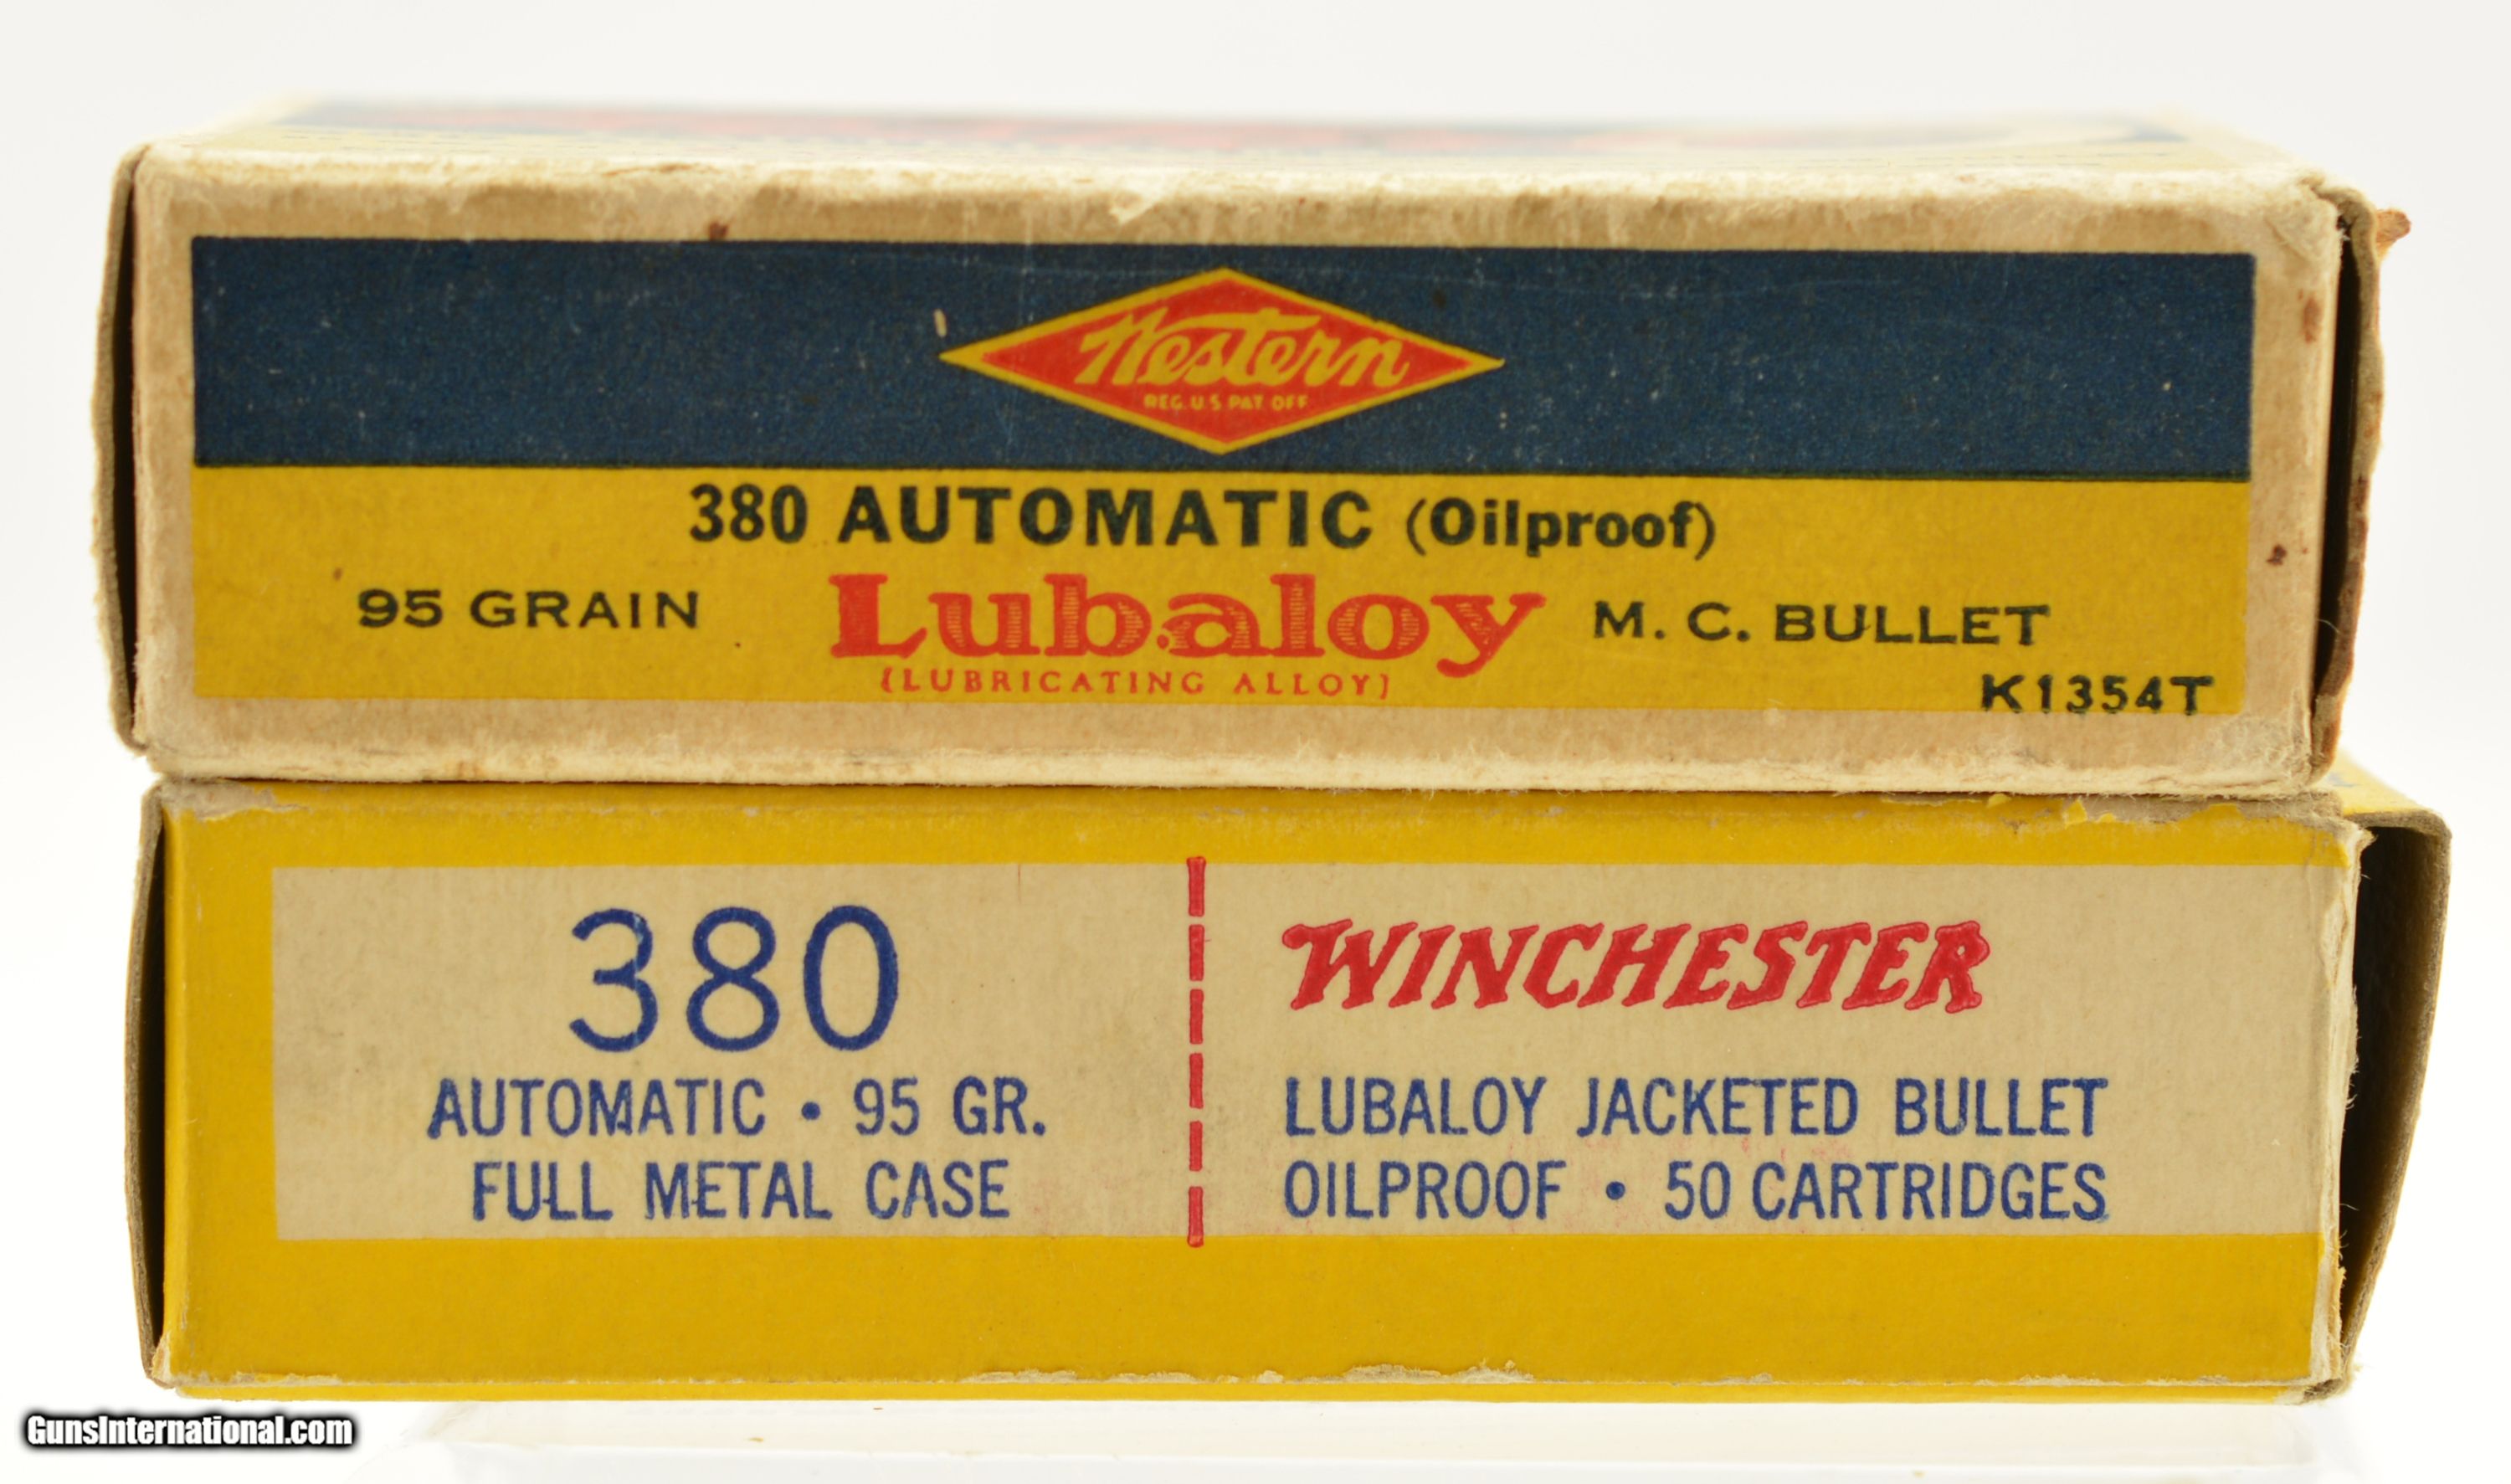 Western
REG. U.S. PAT. OFF.
380 AUTOMATIC (Oilproof)
95 GRAIN Lubaloy M. C. BULLET
(LUBRICATING ALLOY)
K1354T
380
AUTOMATIC • 95 GR.
FULL METAL CASE
WINCHESTER
LUBALOY JACKETED BULLET
OILPROOF • 50 CARTRIDGES
GunsInternational.com